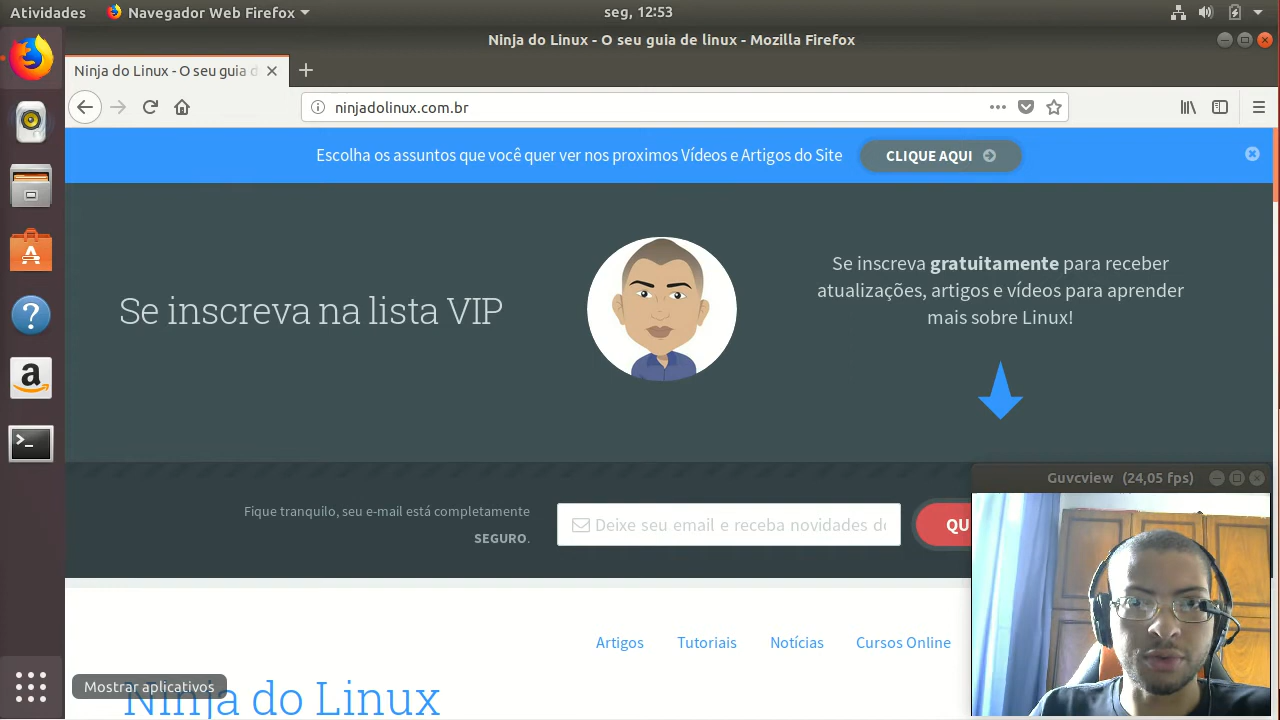 Atividades
Navegador Web Firefox
seg, 12:53
Ninja do Linux - O seu guia de linux - Mozilla Firefox
Ninja do Linux - O seu guia d
ninjadolinux.com.br
Escolha os assuntos que você quer ver nos proximos Vídeos e Artigos do Site
CLIQUE AQUI
Se inscreva na lista VIP
Se inscreva gratuitamente para receber
atualizações, artigos e vídeos para aprender
mais sobre Linux!
Guvcview (24,05 fps)
Fique tranquilo, seu e-mail está completamente
SEGURO.
Deixe seu email e receba novidades do
QU
Artigos
Tutoriais
Notícias
Cursos Online
Mostrar aplicativos
Ninja do Linux